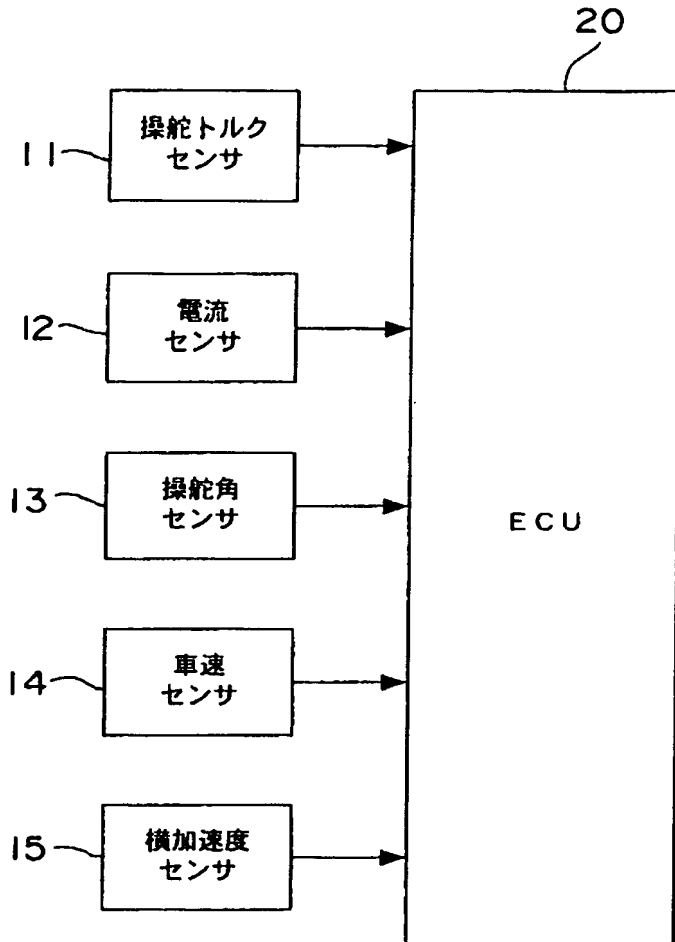 20
操舵トルク
センサ
11
電流
センサ
12
操舵角
センサ
13
ECU
車速
センサ
14
横加速度
センサ
15